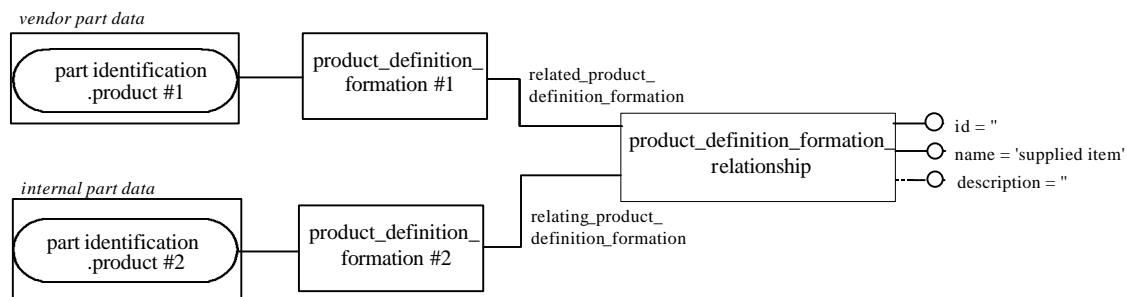 vendor part data
part identification
.product #1
product_definition_
formation #1
related_product_
definition_formation
product_definition_formation_
relationship
id = ''
name = 'supplied item'
description = ''
internal part data
part identification
.product #2
product_definition_
formation #2
relating_product_
definition_formation